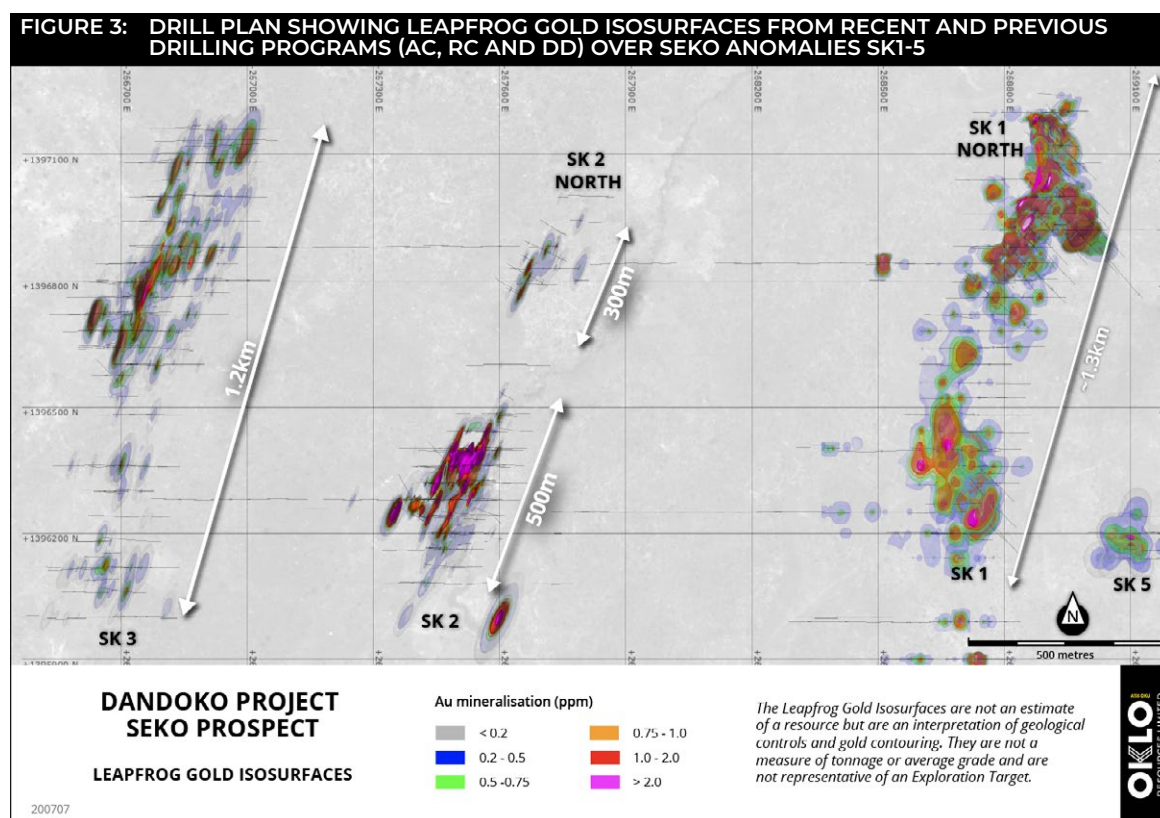 FIGURE 3: DRILL PLAN SHOWING LEAPFROG GOLD ISOSURFACES FROM RECENT AND PREVIOUS
DRILLING PROGRAMS (AC, RC AND DD) OVER SEKO ANOMALIES SK1-5
266700 E
267000 E
267300 E
267600 E
267900 E
268200 E
268500 E
268800 E
269100 E
+1397100 N
+1396800 N
+1396500 N
+1396200 N
SK 2
NORTH
SK 1
NORTH
1.2km
300m
500m
~1.3km
SK 3
SK 2
SK 1
SK 5
N
500 metres
DANDOKO PROJECT
SEKO PROSPECT
LEAPFROG GOLD ISOSURFACES
200707
Au mineralisation (ppm)
< 0.2
0.2 - 0.5
0.5 -0.75
0.75 - 1.0
1.0 - 2.0
> 2.0
The Leapfrog Gold Isosurfaces are not an estimate
of a resource but are an interpretation of geological
controls and gold contouring. They are not a
measure of tonnage or average grade and are
not representative of an Exploration Target.
ASX:OKU
OKLO
RESOURCES LIMITED